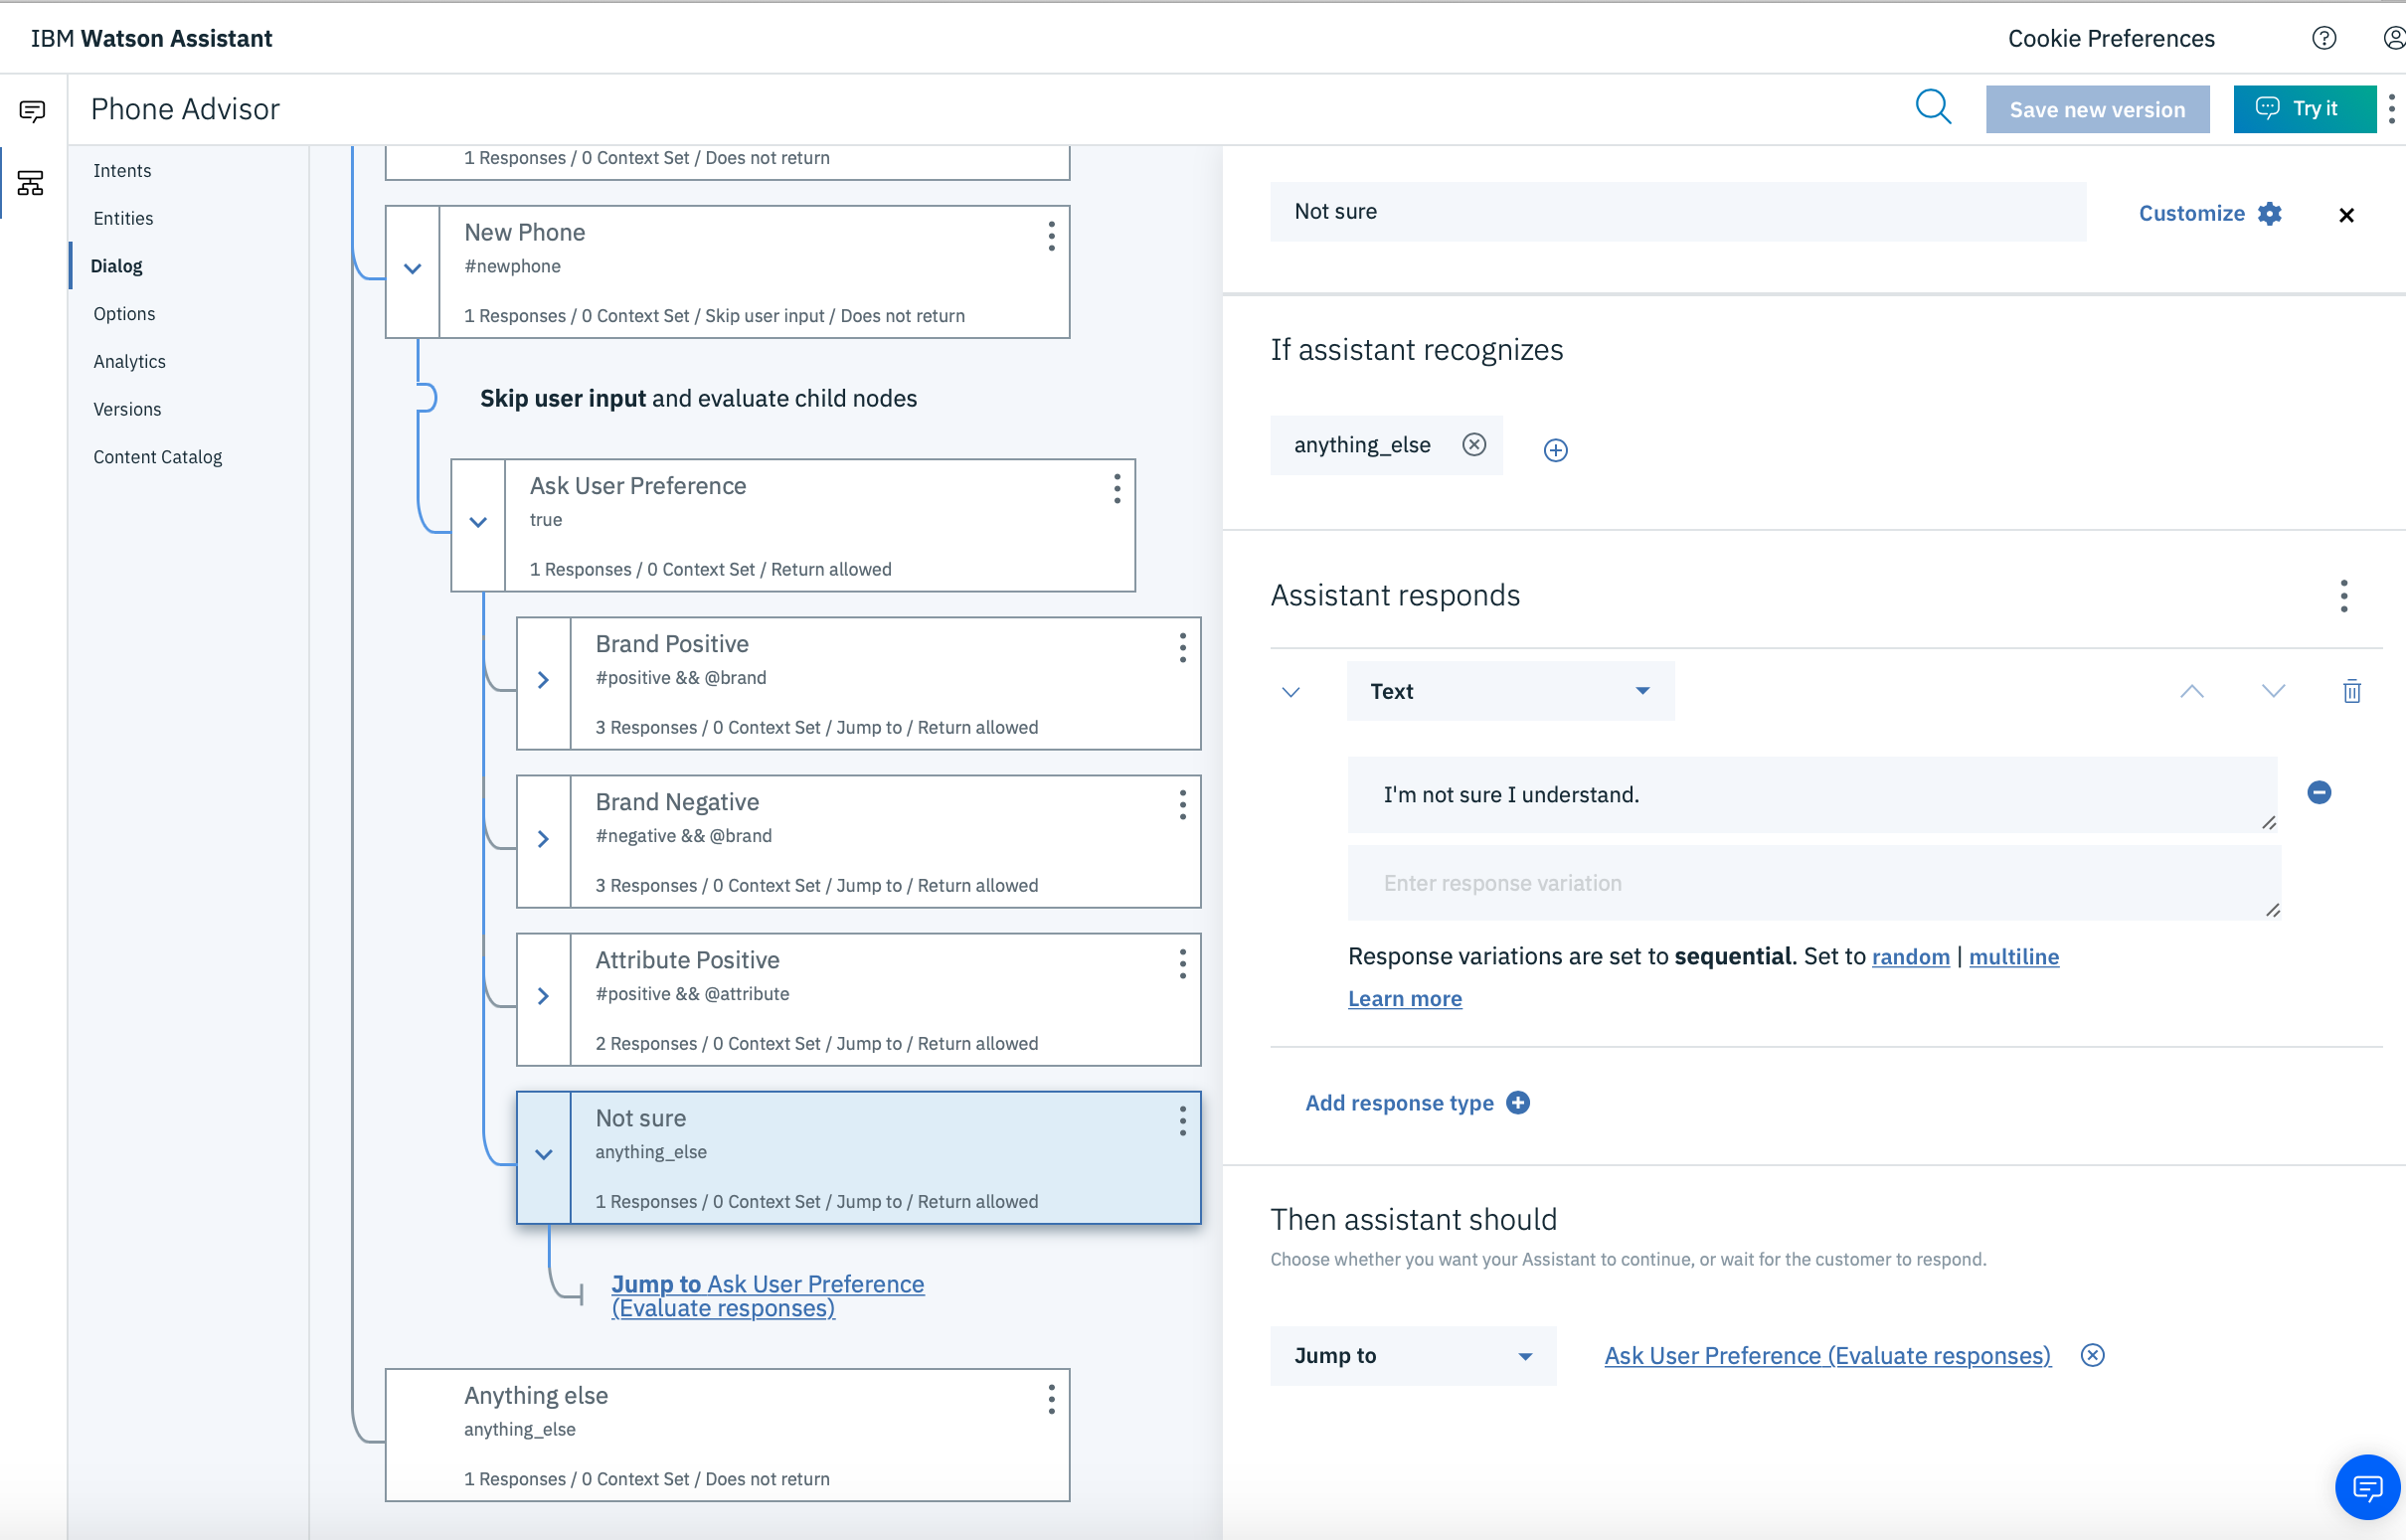 IBM Watson Assistant
Cookie Preferences
Phone Advisor
Save new version
Try it
Intents
Entities
Dialog
Options
Analytics
Versions
Content Catalog
1 Responses / 0 Context Set / Does not return
New Phone
#newphone
1 Responses / 0 Context Set / Skip user input / Does not return
Skip user input and evaluate child nodes
Ask User Preference
true
1 Responses / 0 Context Set / Return allowed
Brand Positive
#positive && @brand
3 Responses / 0 Context Set / Jump to / Return allowed
Brand Negative
#negative && @brand
3 Responses / 0 Context Set / Jump to / Return allowed
Attribute Positive
#positive && @attribute
2 Responses / 0 Context Set / Jump to / Return allowed
Not sure
anything_else
1 Responses / 0 Context Set / Jump to / Return allowed
Jump to Ask User Preference
(Evaluate responses)
Anything else
anything_else
1 Responses / 0 Context Set / Does not return
Not sure
Customize
If assistant recognizes
anything_else
Assistant responds
Text
I'm not sure I understand.
Enter response variation
Response variations are set to sequential. Set to random | multiline
Learn more
Add response type
Then assistant should
Choose whether you want your Assistant to continue, or wait for the customer to respond.
Jump to
Ask User Preference (Evaluate responses)